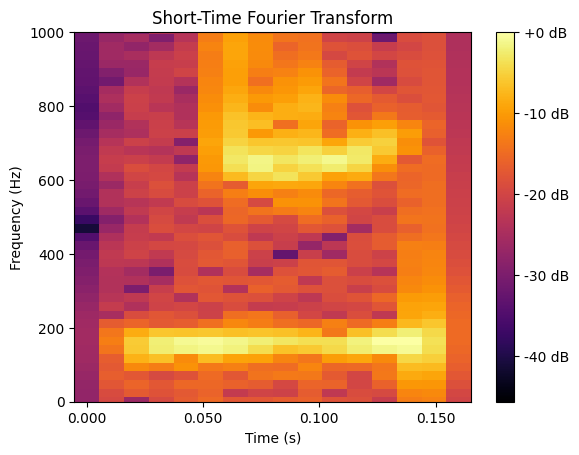 Short-Time Fourier Transform
1000
800
600
400
200
0
Frequency (Hz)
0.000
0.050
0.100
0.150
Time (s)
+0 dB
-10 dB
-20 dB
-30 dB
-40 dB